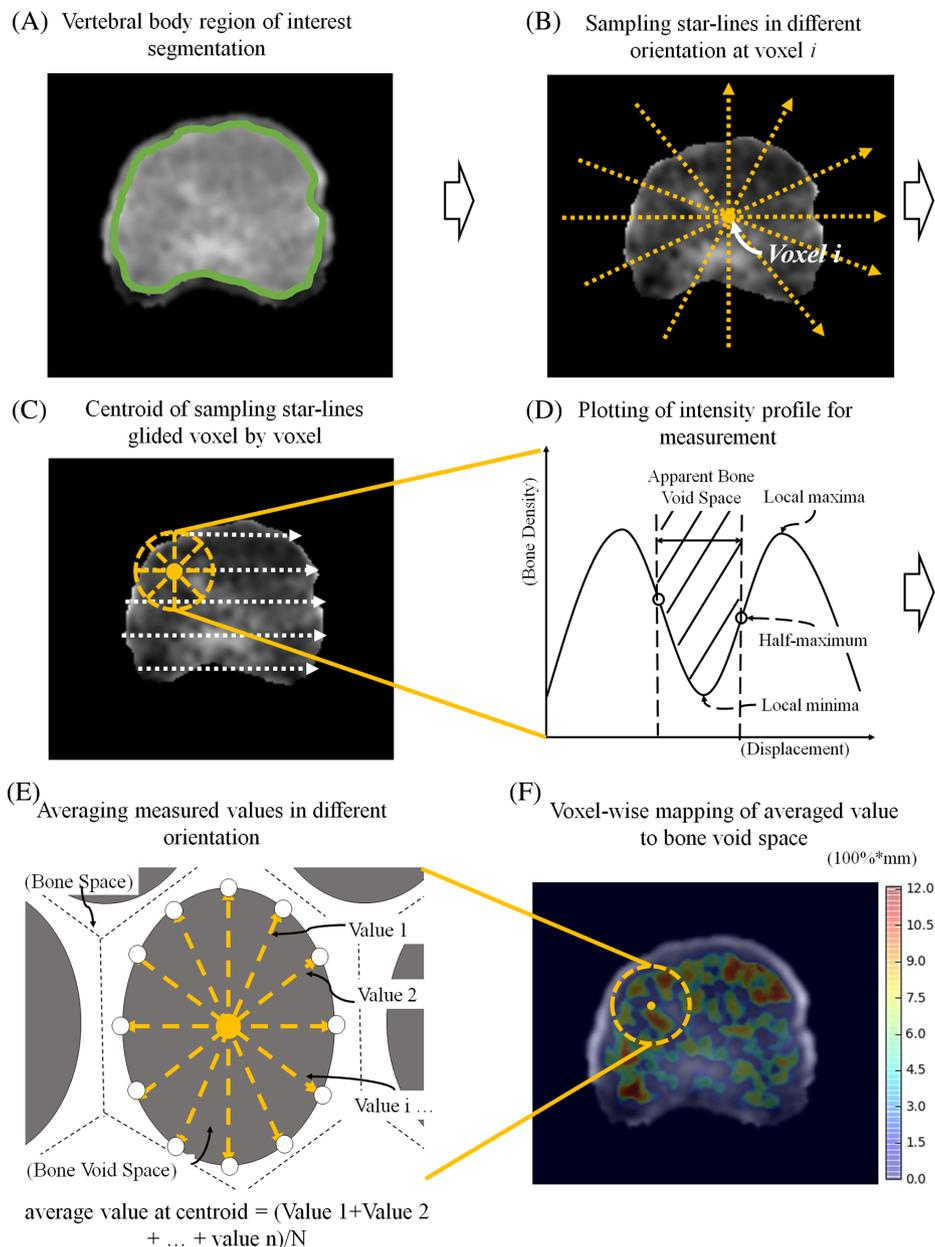 (A) Vertebral body region of interest
segmentation
(B) Sampling star-lines in different
orientation at voxel i
Voxel i
(C) Centroid of sampling star-lines
glided voxel by voxel
(D) Plotting of intensity profile for
measurement
(Bone Density)
Apparent Bone
Void Space
Local maxima
Half-maximum
Local minima
(Displacement)
(E) Averaging measured values in different
orientation
(Bone Space)
Value 1
Value 2
Value i ...
(Bone Void Space)
average value at centroid = (Value 1+Value 2
+ ... + value n)/N
(F) Voxel-wise mapping of averaged value
to bone void space
(100%*mm)
12.0
9.0
7.5
6.0
4.5
3.0
1.5
0.0